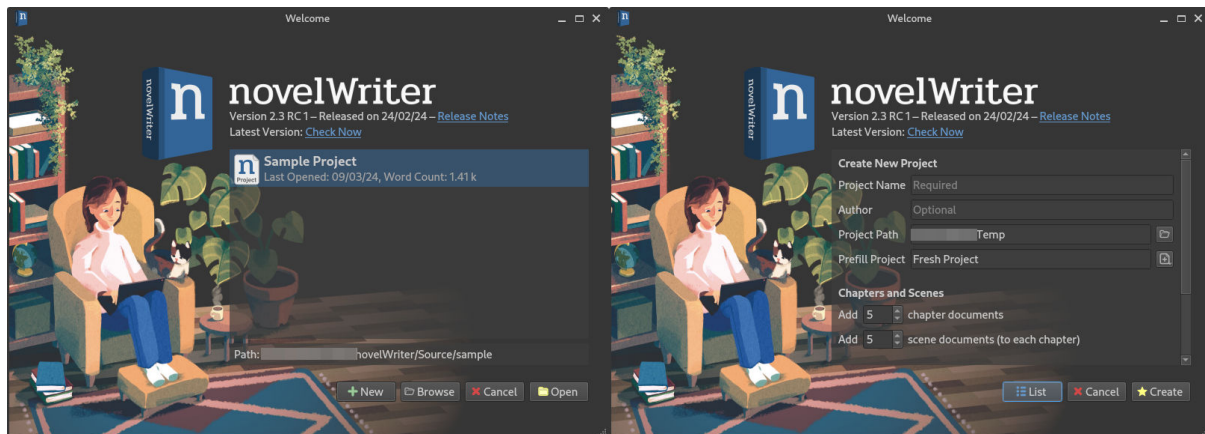 Welcome
novelWriter
novelWriter
Version 2.3 RC 1 – Released on 24/02/24 – Release Notes
Latest Version: Check Now
Sample Project
Last Opened: 09/03/24, Word Count: 1.41 k
Project
Path: novelWriter/Source/sample
New
Browse
Cancel
Open
Welcome
novelWriter
novelWriter
Version 2.3 RC 1 – Released on 24/02/24 – Release Notes
Latest Version: Check Now
Create New Project
Project Name Required
Author Optional
Project Path Temp
Prefill Project Fresh Project
Chapters and Scenes
Add 5 chapter documents
Add 5 scene documents (to each chapter)
List
Cancel
Create